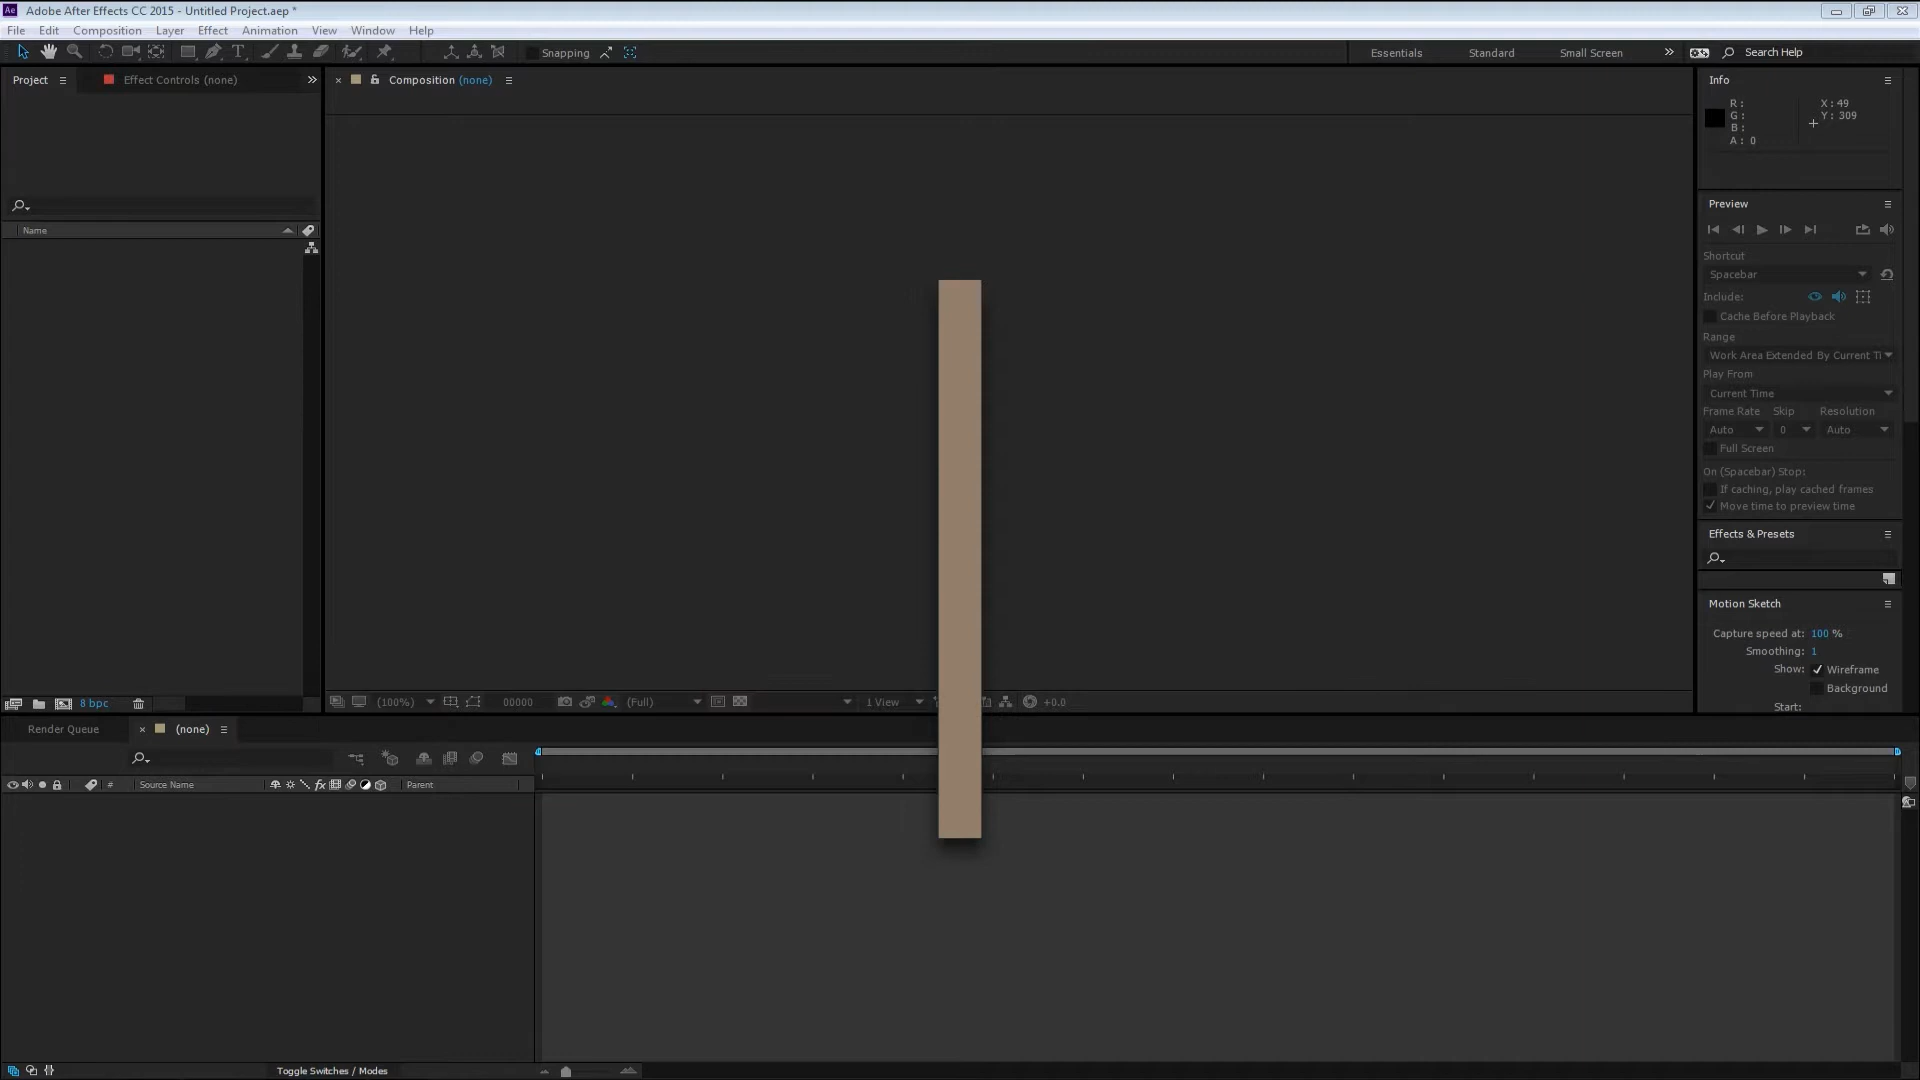 Adobe After Effects CC 2015 - Untitled Project.aep *
File Edit Composition Layer Effect Animation View Window Help
Snapping
Essentials Standard Small Screen Search Help
Project
Effect Controls (none)
Composition (none)
Info
R :
G :
B :
A : 0
X : 49
Y : 309
Preview
Shortcut
Spacebar
Include:
Cache Before Playback
Range
Work Area Extended By Current Ti
Play From
Current Time
Frame Rate Skip Resolution
Auto 0 Auto
Full Screen
On (Spacebar) Stop:
If caching, play cached frames
Move time to preview time
Effects & Presets
Motion Sketch
Capture speed at: 100 %
Smoothing: 1
Show: Wireframe
Background
Start:
Name
8 bpc
(100%) 00000 (Full) 1 View +0.0
Render Queue
(none)
# Source Name fx Parent
Toggle Switches / Modes